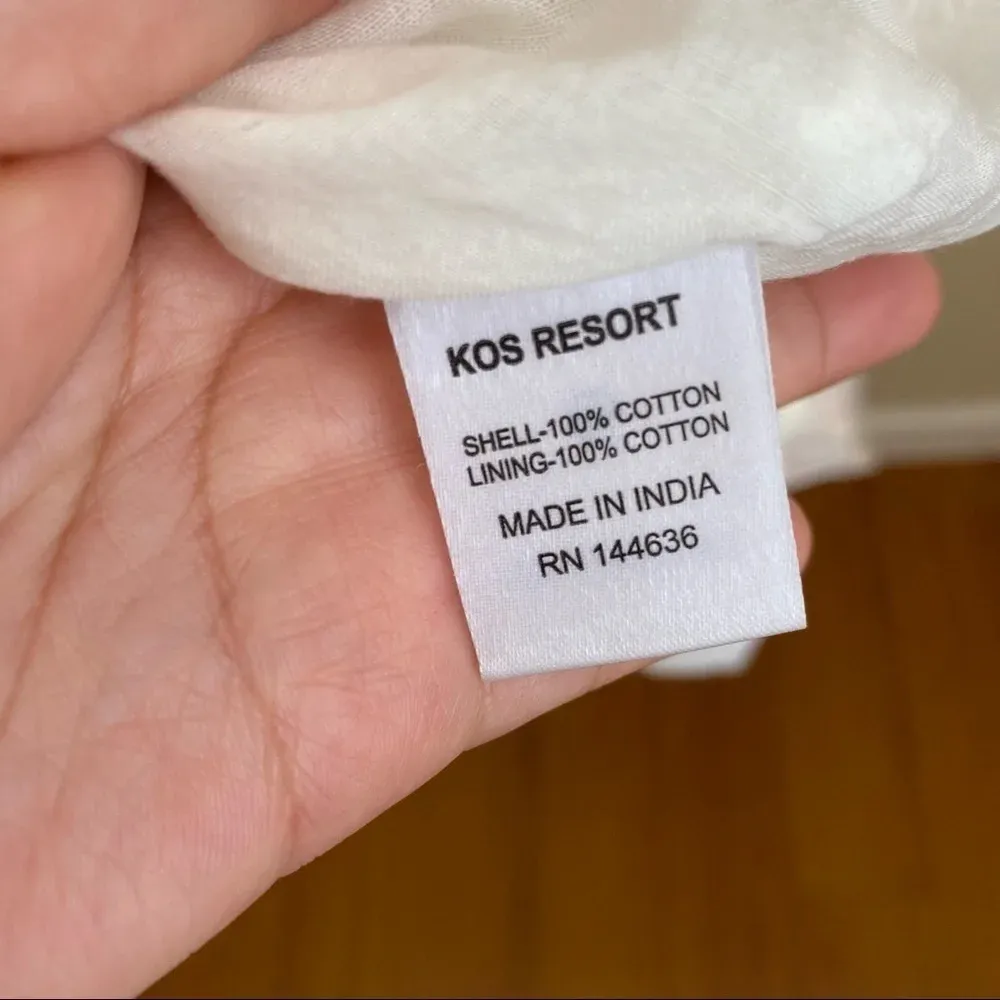 KOS RESORT
SHELL-100% COTTON
LINING-100% COTTON
MADE IN INDIA
RN 144636